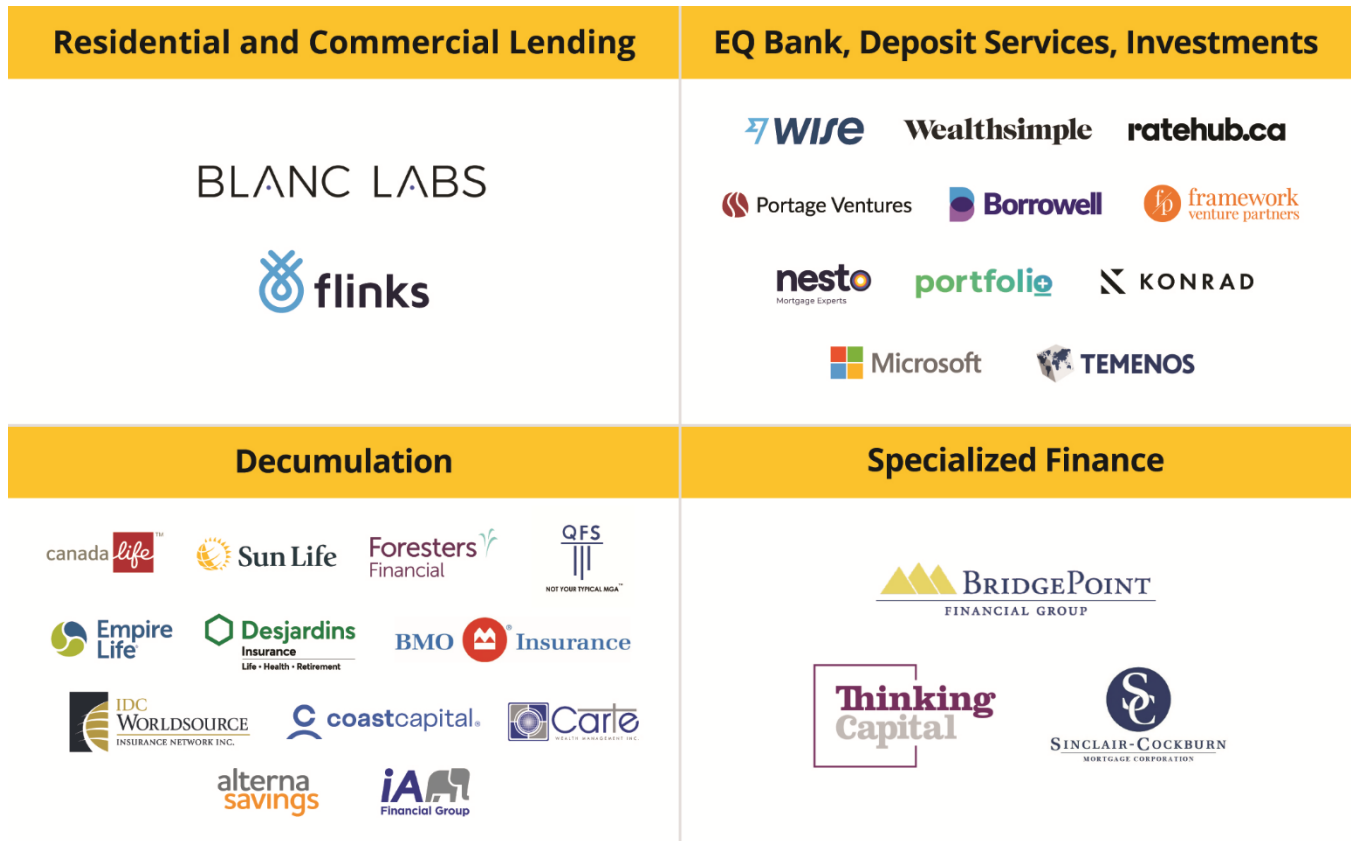 Residential and Commercial Lending
BLANC LABS
flinks
EQ Bank, Deposit Services, Investments
WISE
Wealthsimple
ratehub.ca
Portage Ventures
Borrowell
f/p
framework
venture partners
nesto
Mortgage Experts
portfolio
KONRAD
Microsoft
TEMENOS
Decumulation
canada life™
Sun Life
Foresters
Financial
QFS
NOT YOUR TYPICAL MGA™
Empire
Life
Desjardins
Insurance
Life • Health • Retirement
BMO ® Insurance
IDC
WORLDSOURCE
INSURANCE NETWORK INC.
coastcapital®
Carte
WEALTH MANAGEMENT INC.
alterna
savings
iA
Financial Group
Specialized Finance
BRIDGEPOINT
FINANCIAL GROUP
Thinking
Capital
SC
SINCLAIR-COCKBURN
MORTGAGE CORPORATION